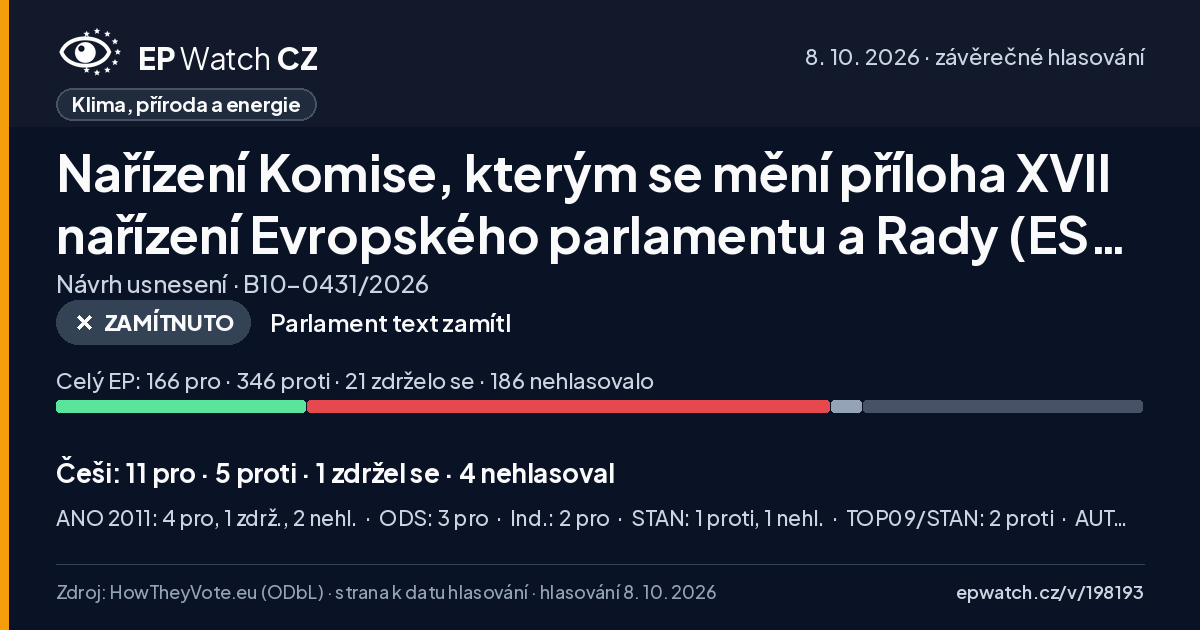 EP Watch CZ
8. 10. 2026 · závěrečné hlasování
Klima, příroda a energie
Nařízení Komise, kterým se mění příloha XVII
nařízení Evropského parlamentu a Rady (ES…
Návrh usnesení · B10-0431/2026
✕ ZAMÍTNUTO Parlament text zamítl
Celý EP: 166 pro · 346 proti · 21 zdrželo se · 186 nehlasovalo
Češi: 11 pro · 5 proti · 1 zdržel se · 4 nehlasoval
ANO 2011: 4 pro, 1 zdrž., 2 nehl. · ODS: 3 pro · Ind.: 2 pro · STAN: 1 proti, 1 nehl. · TOP09/STAN: 2 proti · AUT…
Zdroj: HowTheyVote.eu (ODbL) · strana k datu hlasování · hlasování 8. 10. 2026
epwatch.cz/v/198193